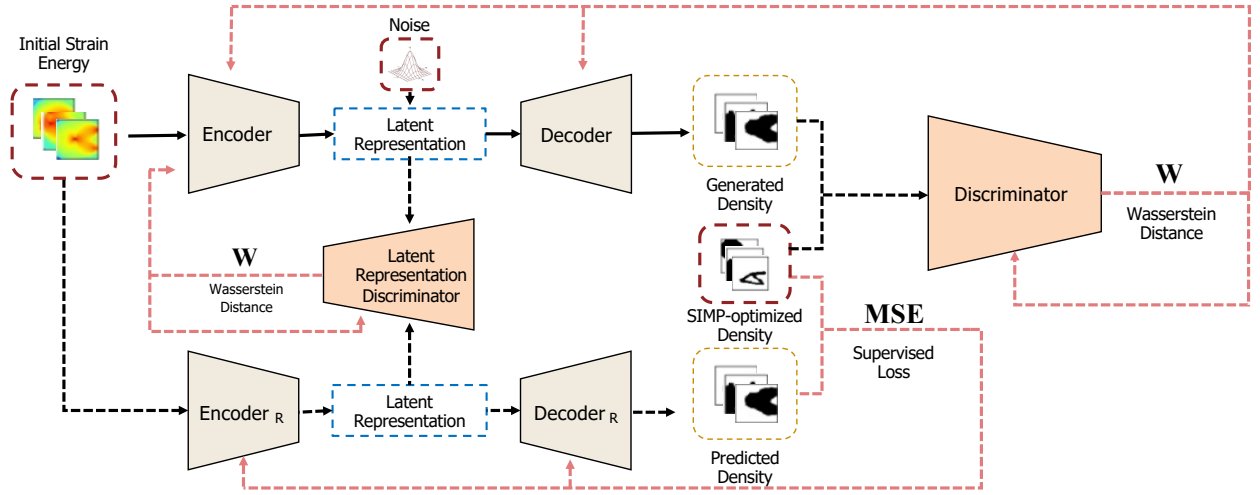 Noise
Initial Strain
Energy
Encoder
Latent
Representation
Decoder
Generated
Density
Discriminator
W
Wasserstein
Distance
W
Wasserstein
Distance
Latent
Representation
Discriminator
SIMP-optimized
Density
MSE
Supervised
Loss
Encoder R
Latent
Representation
Decoder R
Predicted
Density